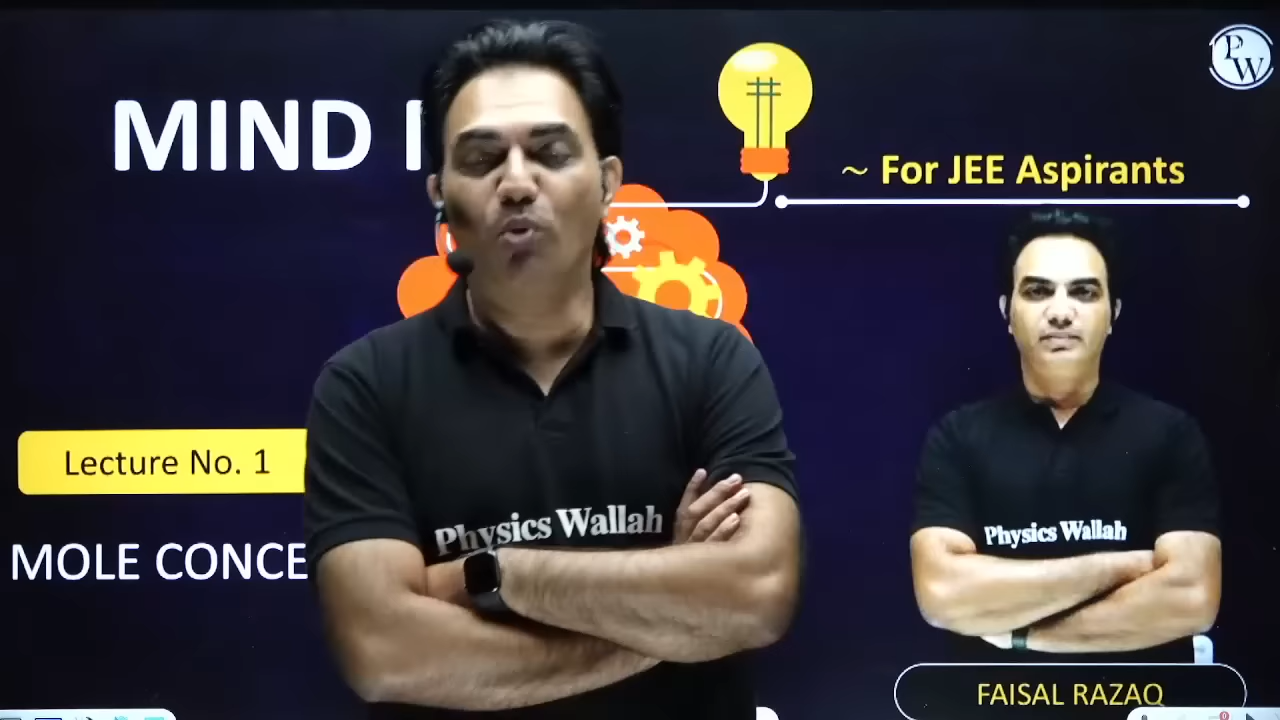 MIND
~ For JEE Aspirants
PW
Lecture No. 1
MOLE CONCE
Physics Wallah
Physics Wallah
FAISAL RAZAQ